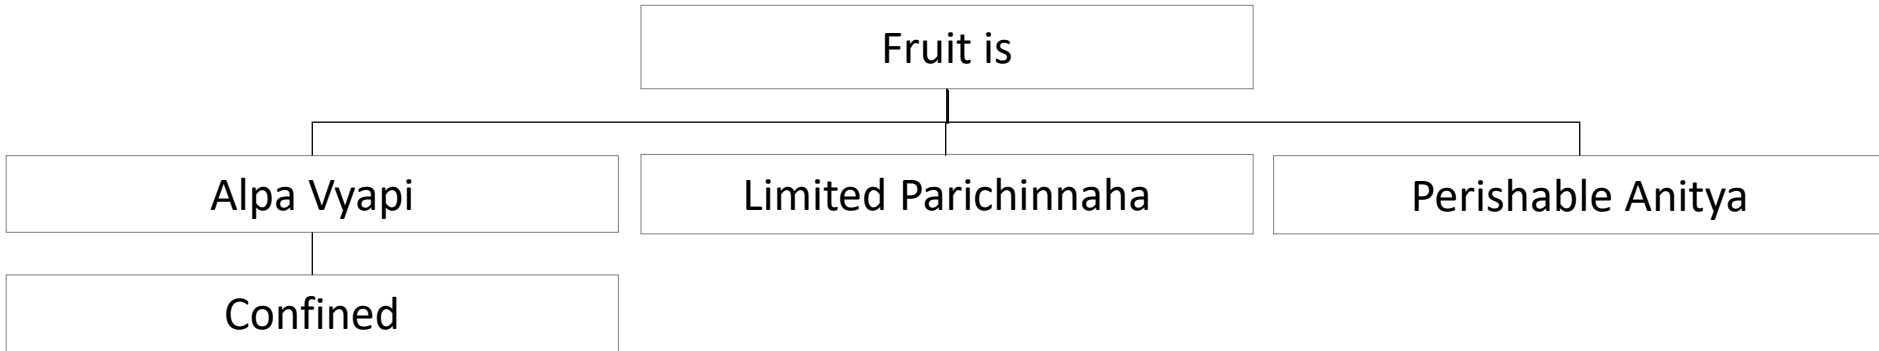 Fruit is
Alpa Vyapi
Limited Parichinnaha
Perishable Anitya
Confined